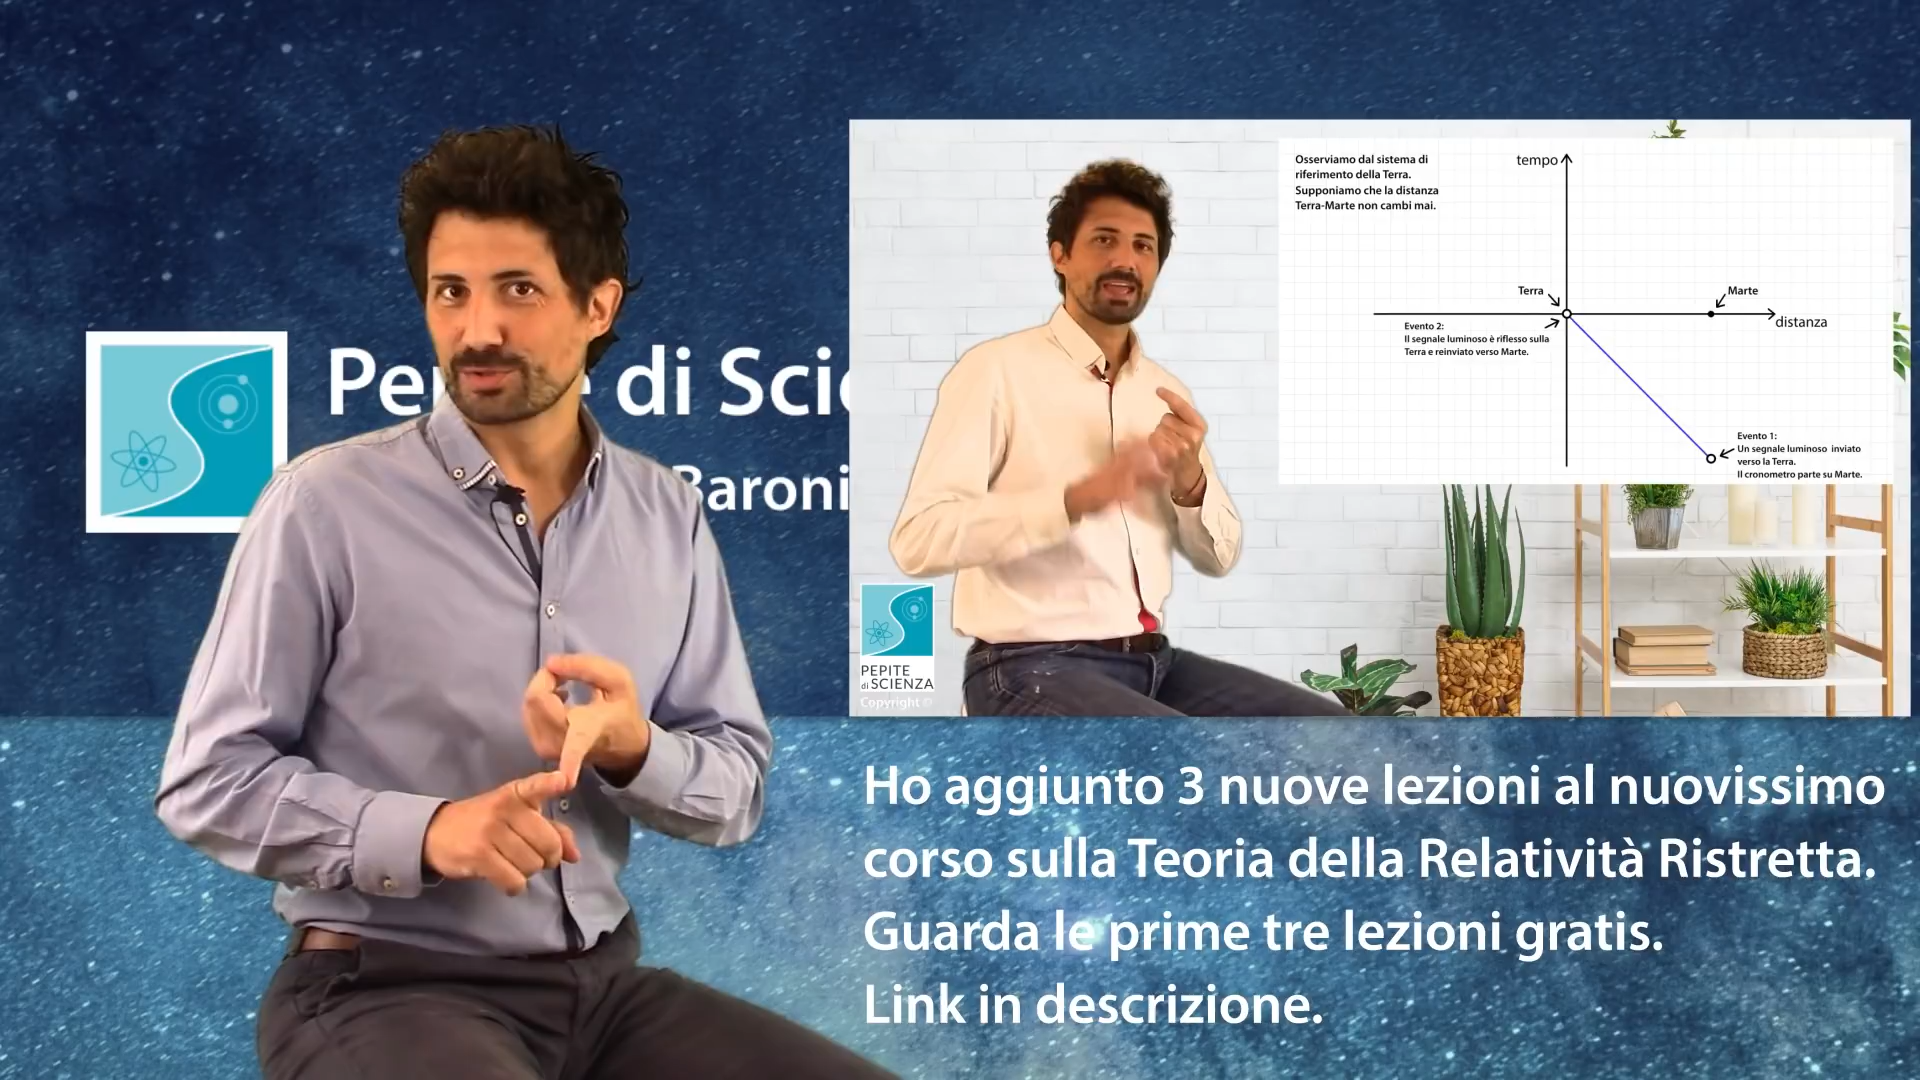 di
Baroni
Osserviamo dal sistema di
riferimento della Terra.
Supponiamo che la distanza
Terra-Marte non cambi mai.
tempo
Terra
Marte
distanza
Evento 2:
Il segnale luminoso è riflesso sulla
Terra e reinviato verso Marte.
Evento 1:
Un segnale luminoso inviato
verso la Terra.
Il cronometro parte su Marte.
PEPITE
di SCIENZA
Copyright ©
Ho aggiunto 3 nuove lezioni al nuovissimo
corso sulla Teoria della Relatività Ristretta.
Guarda le prime tre lezioni gratis.
Link in descrizione.